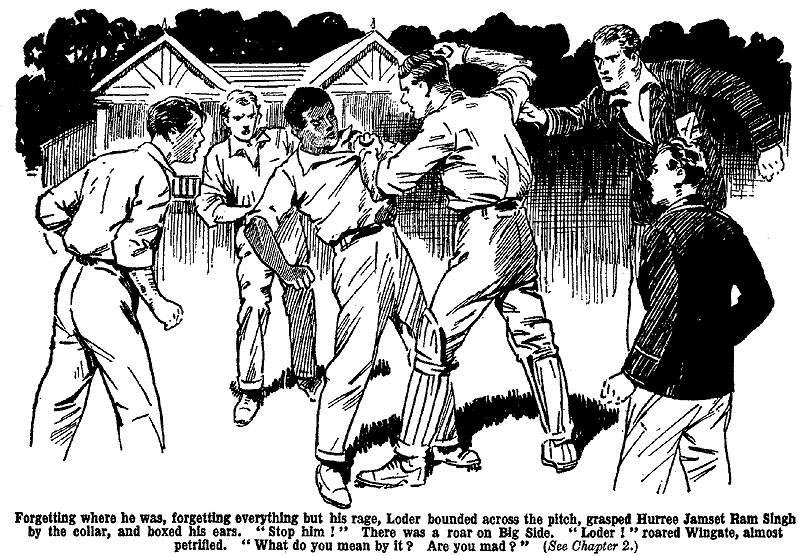 Forgetting where he was, forgetting everything but his rage, Loder bounded across the pitch, grasped Hurree Jamset Ram Singh
by the collar, and boxed his ears. "Stop him!" There was a roar on Big Side. "Loder!" roared Wingate, almost
petrified. "What do you mean by it? Are you mad?" (See Chapter 2.)